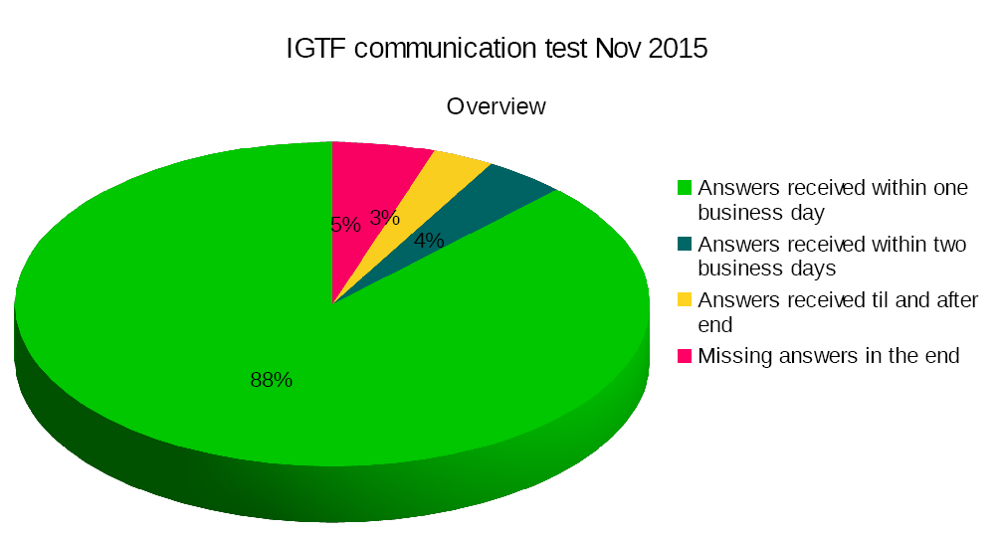 IGTF communication test Nov 2015
Overview
5%
3%
4%
88%
Answers received within one
business day
Answers received within two
business days
Answers received til and after
end
Missing answers in the end